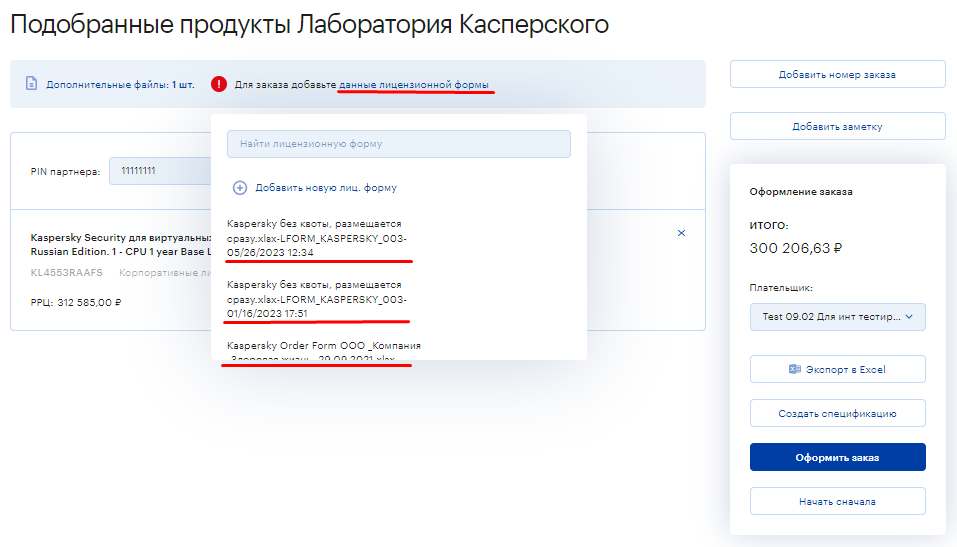 Подобранные продукты Лаборатория Касперского
Дополнительные файлы: 1 шт.
Для заказа добавьте данные лицензионной формы
Добавить номер заказа
Добавить заметку
Найти лицензионную форму
PIN партнера:
11111111
Добавить новую лиц. форму
Kaspersky без квоты, размещается
сразу.xlsx-LFORM_KASPERSKY_003-
05/26/2023 12:34
Kaspersky Security для виртуальных
Russian Edition. 1 - CPU 1 year Base L
KL4553RAAFS
Корпоративные ли
РРЦ: 312 585,00 ₽
Kaspersky без квоты, размещается
сразу.xlsx-LFORM_KASPERSKY_003-
01/16/2023 17:51
Kaspersky Order Form ООО _Компания
_Здоровая жизнь_ 29.09.2021.xlsx
Оформление заказа
ИТОГО:
300 206,63 ₽
Плательщик:
Test 09.02 Для инт тестир...
Экспорт в Excel
Создать спецификацию
Оформить заказ
Начать сначала